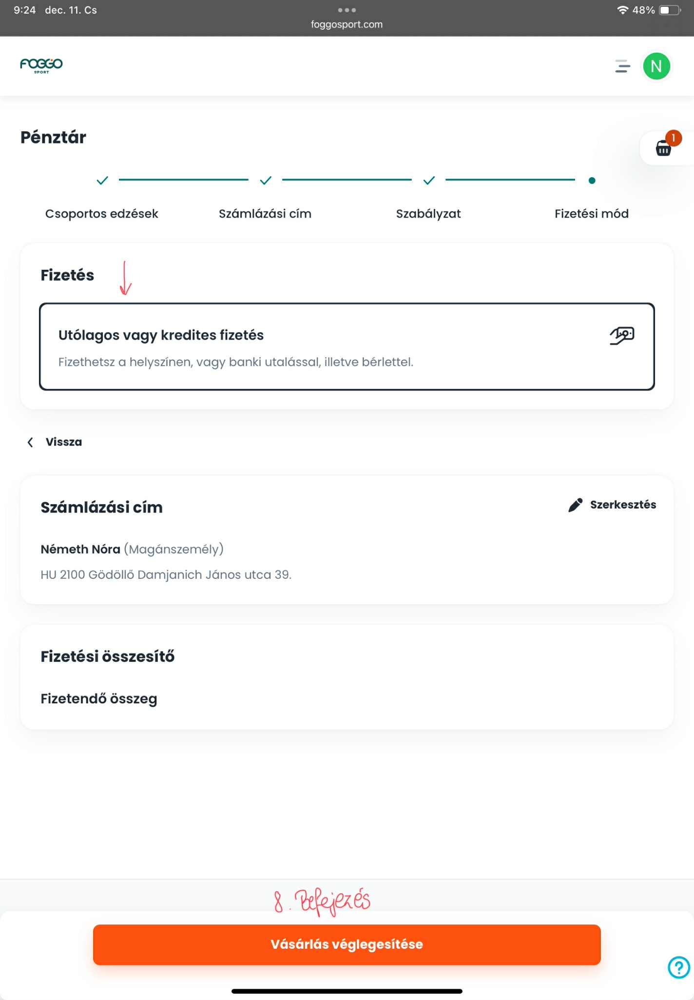 9:24 dec. 11. Cs
48%
foggosport.com
FOGGO
SPORT
N
Pénztár
1
Csoportos edzések
Számlázási cím
Szabályzat
Fizetési mód
Fizetés
Utólagos vagy kredites fizetés
Fizethetsz a helyszínen, vagy banki utalással, illetve bérlettel.
Vissza
Számlázási cím
Szerkesztés
Németh Nóra (Magánszemély)
HU 2100 Gödöllő Damjanich János utca 39.
Fizetési összesítő
Fizetendő összeg
8. Befejezés
Vásárlás véglegesítése
?